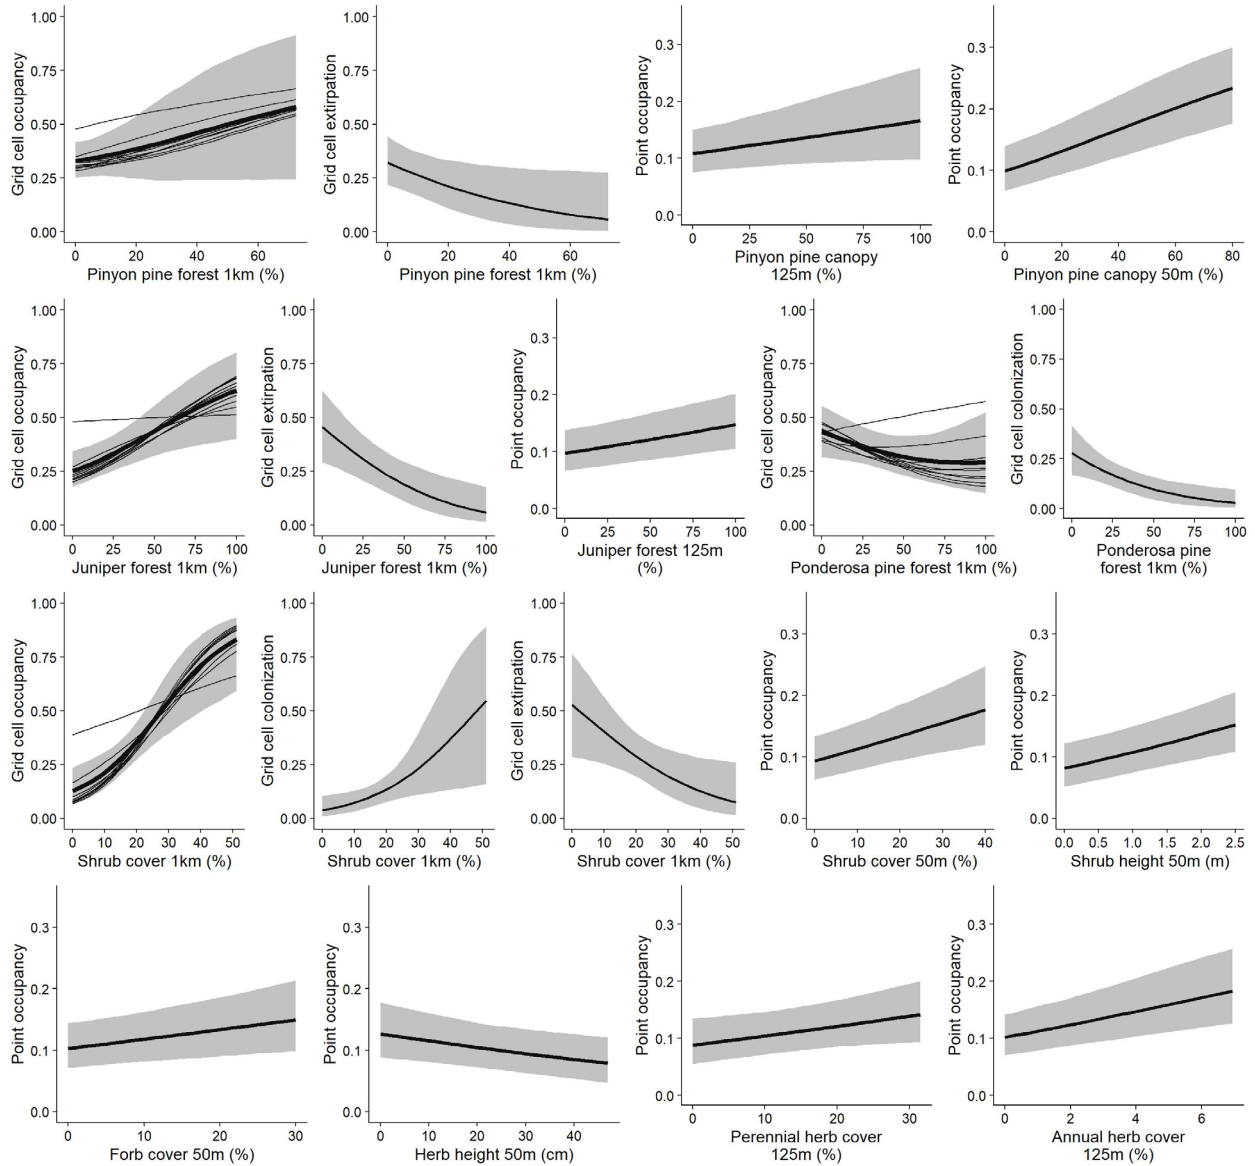 Grid cell occupancy
1.00
0.75
0.50
0.25
0.00
0 20 40 60
Pinyon pine forest 1km (%)
Grid cell extirpation
1.00
0.75
0.50
0.25
0.00
0 20 40 60
Pinyon pine forest 1km (%)
Point occupancy
0.3
0.2
0.1
0.0
0 25 50 75 100
Pinyon pine canopy
125m (%)
Point occupancy
0.3
0.2
0.1
0.0
0 20 40 60 80
Pinyon pine canopy 50m (%)
Grid cell occupancy
1.00
0.75
0.50
0.25
0.00
0 25 50 75 100
Juniper forest 1km (%)
Grid cell extirpation
1.00
0.75
0.50
0.25
0.00
0 25 50 75 100
Juniper forest 1km (%)
Point occupancy
0.3
0.2
0.1
0.0
0 25 50 75 100
Juniper forest 125m
(%)
Grid cell occupancy
1.00
0.75
0.50
0.25
0.00
0 25 50 75 100
Ponderosa pine forest 1km (%)
Grid cell colonization
1.00
0.75
0.50
0.25
0.00
0 25 50 75 100
Ponderosa pine
forest 1km (%)
Grid cell occupancy
1.00
0.75
0.50
0.25
0.00
0 10 20 30 40 50
Shrub cover 1km (%)
Grid cell colonization
1.00
0.75
0.50
0.25
0.00
0 10 20 30 40 50
Shrub cover 1km (%)
Grid cell extirpation
1.00
0.75
0.50
0.25
0.00
0 10 20 30 40 50
Shrub cover 1km (%)
Point occupancy
0.3
0.2
0.1
0.0
0 10 20 30 40
Shrub cover 50m (%)
Point occupancy
0.3
0.2
0.1
0.0
0.0 0.5 1.0 1.5 2.0 2.5
Shrub height 50m (m)
Point occupancy
0.3
0.2
0.1
0.0
0 10 20 30
Forb cover 50m (%)
Point occupancy
0.3
0.2
0.1
0.0
0 10 20 30 40
Herb height 50m (cm)
Point occupancy
0.3
0.2
0.1
0.0
0 10 20 30
Perennial herb cover
125m (%)
Point occupancy
0.3
0.2
0.1
0.0
0 2 4 6
Annual herb cover
125m (%)